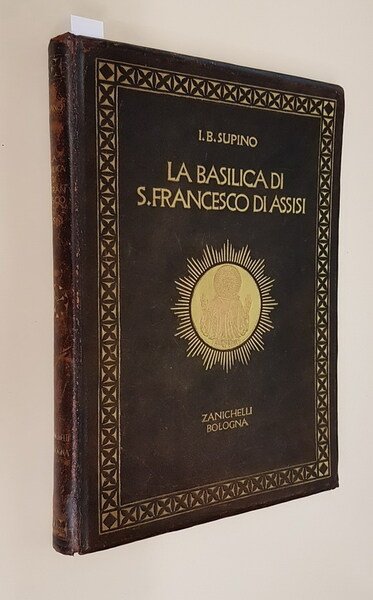 I.B.SUPINO
LA BASILICA DI
S.FRANCESCO DI ASSISI
ZANICHELLI
BOLOGNA